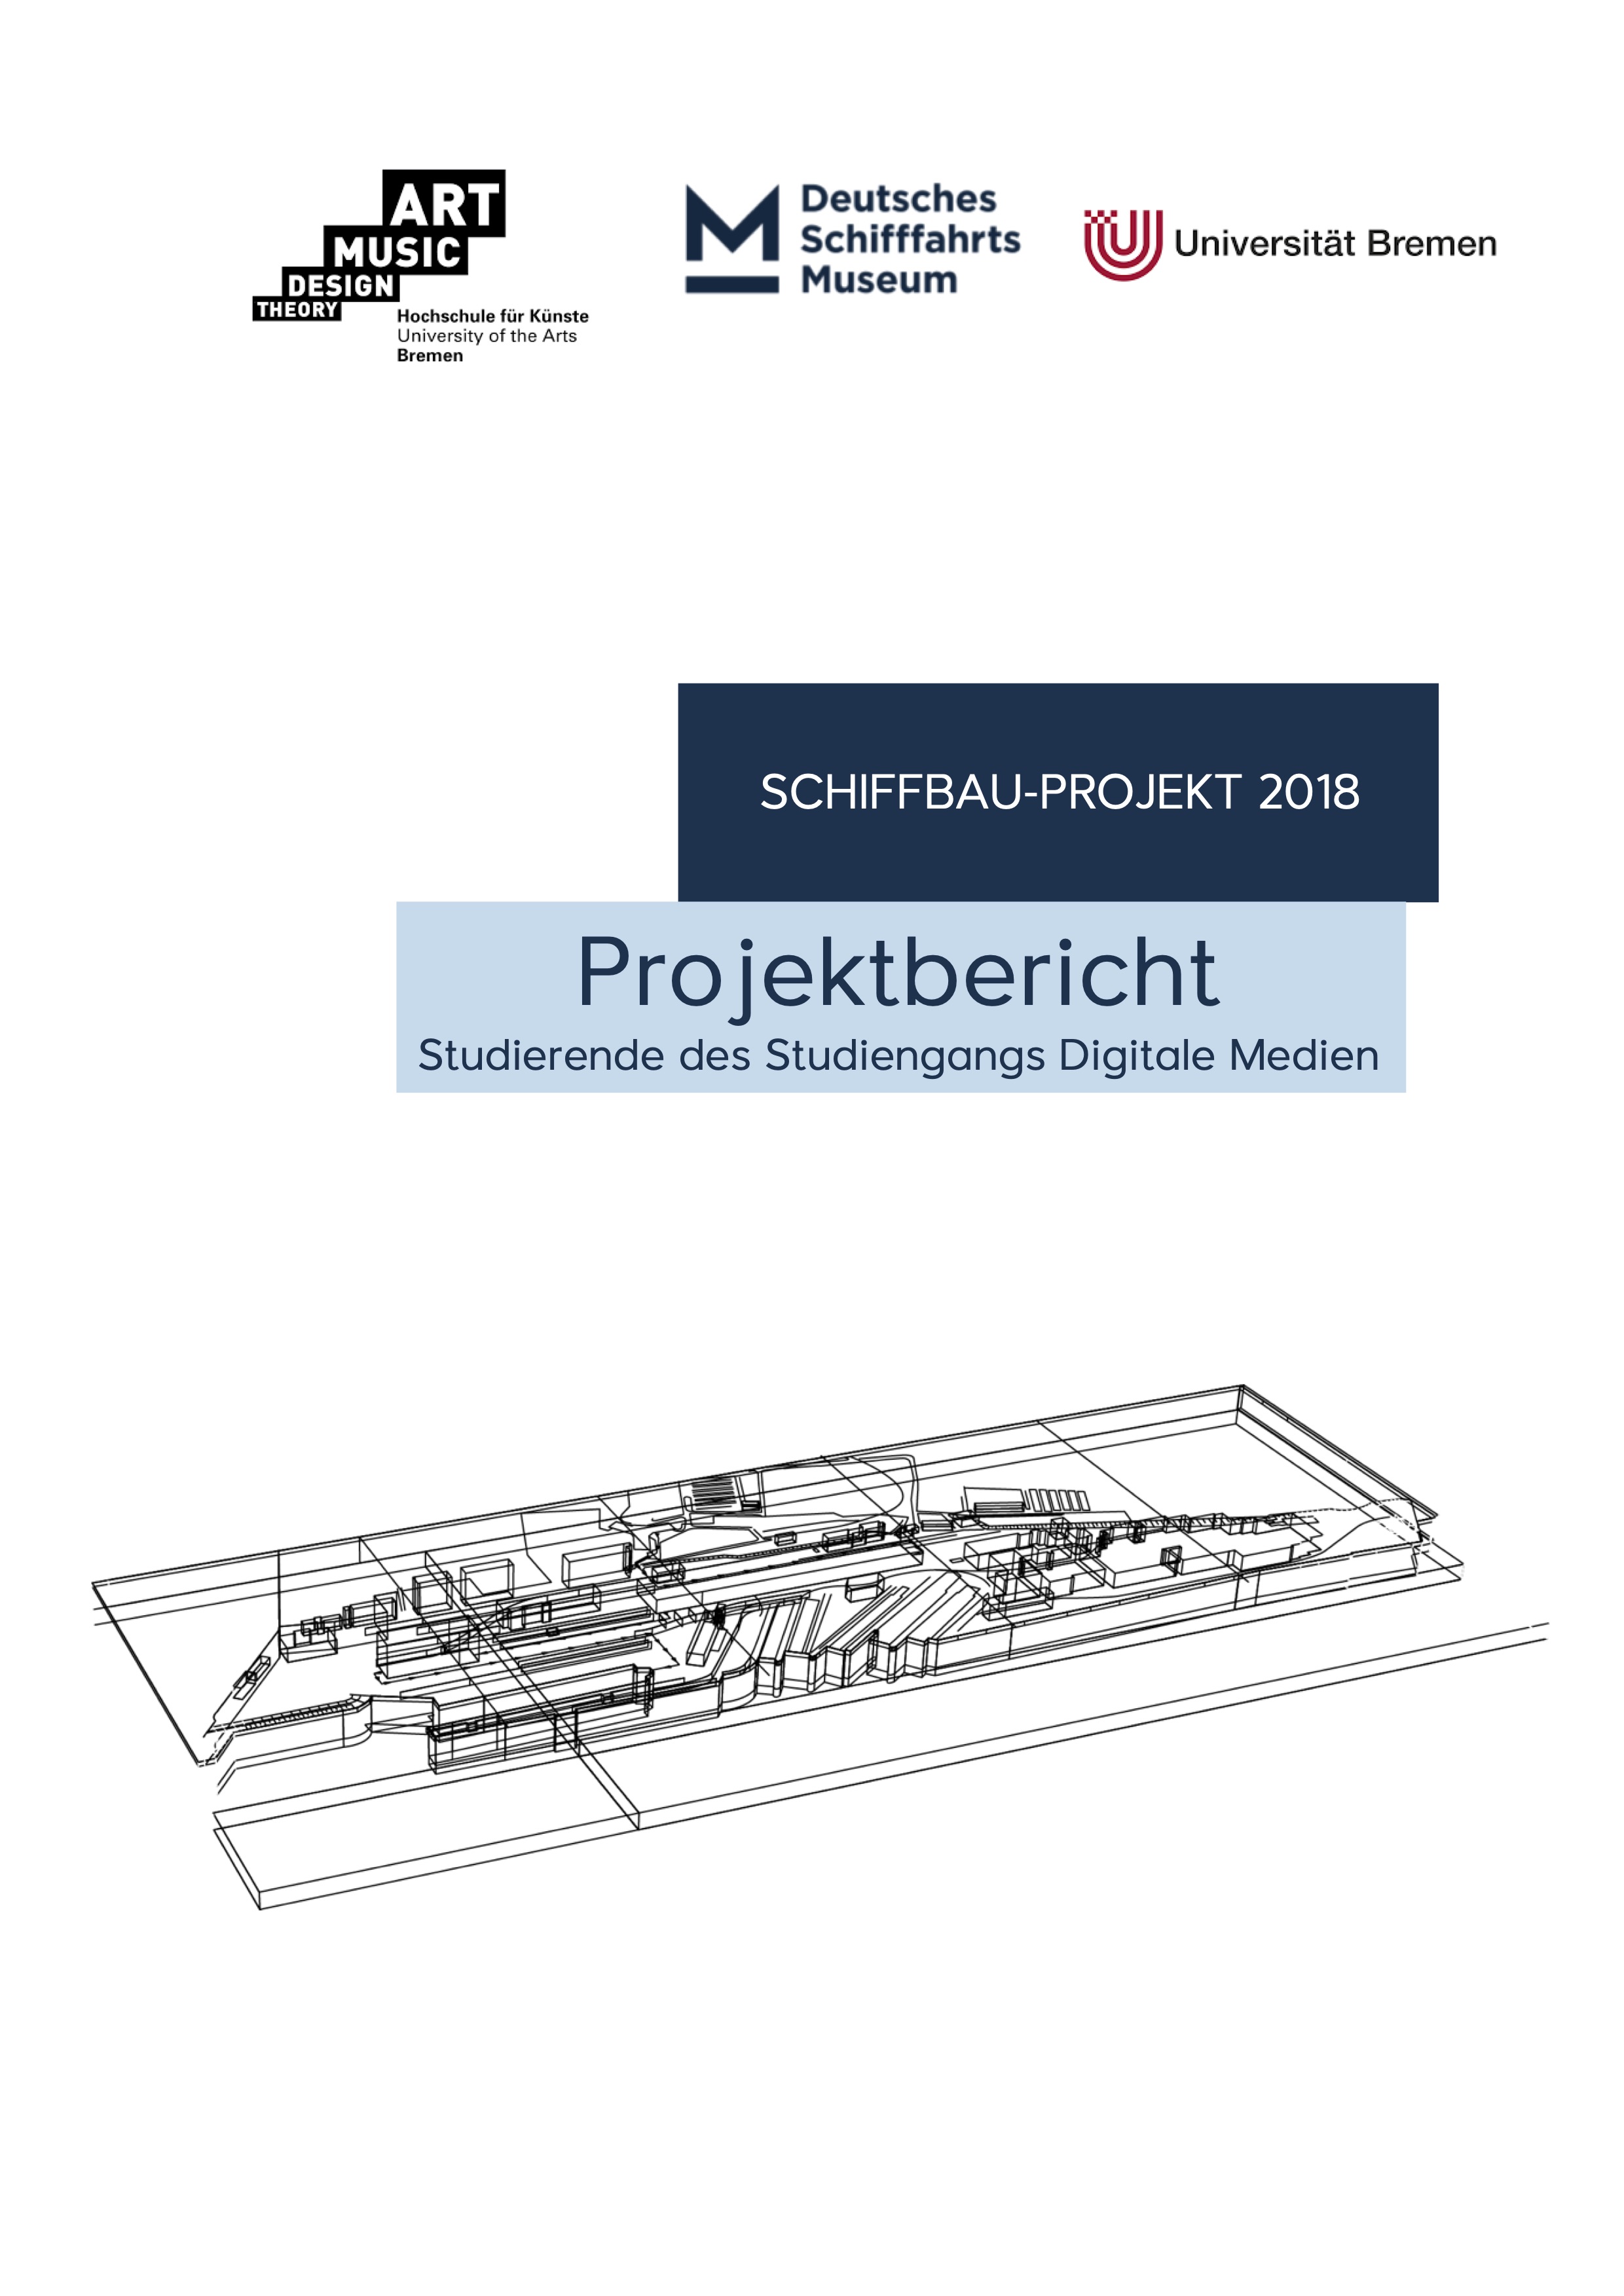 ART
MUSIC
DESIGN
THEORY
Hochschule für Künste
University of the Arts
Bremen
Deutsches
Schifffahrts
Museum
Universität Bremen
SCHIFFBAU-PROJEKT 2018
Projektbericht
Studierende des Studiengangs Digitale Medien